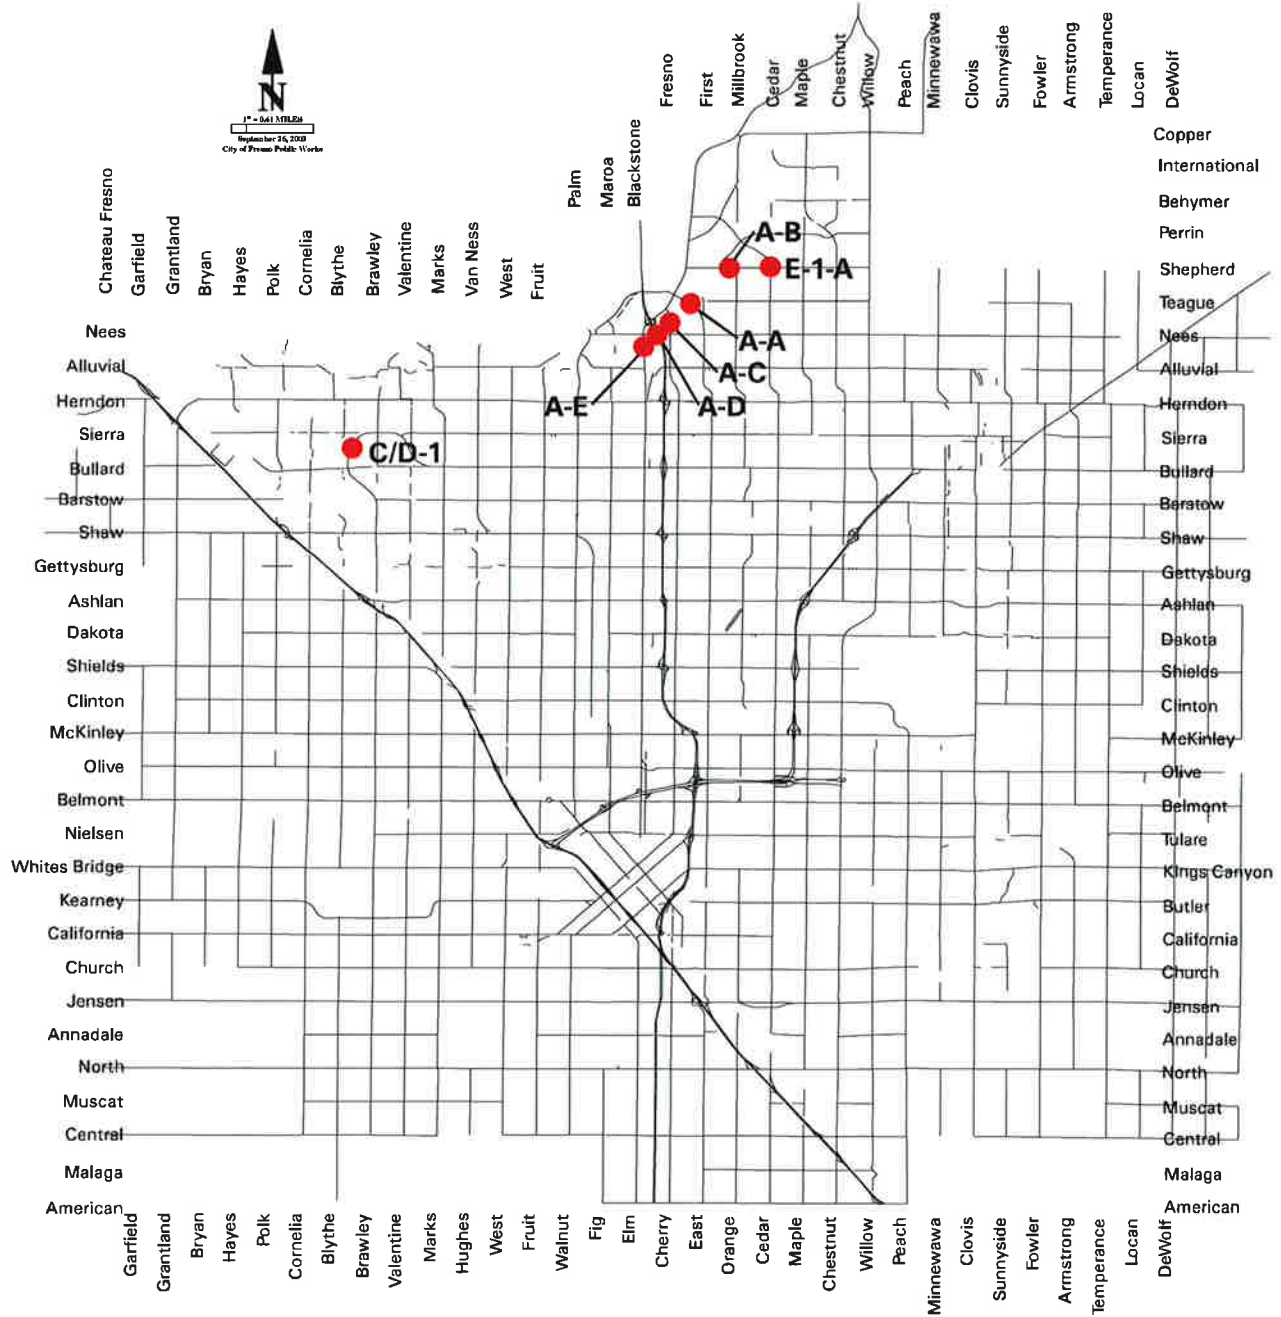 N
1" = 0.61 MILES
September 26, 2003
City of Fresno Public Works
Chateau Fresno
Garfield
Grantland
Bryan
Hayes
Polk
Cornelia
Blythe
Brawley
Valentine
Marks
Van Ness
West
Fruit
Palm
Maroa
Blackstone
Fresno
First
Millbrook
Cedar
Maple
Chestnut
Willow
Peach
Minnewawa
Clovis
Sunnyside
Fowler
Armstrong
Temperance
Locan
DeWolf
Copper
International
Behymer
Perrin
Shepherd
Teague
Nees
Alluvial
Herndon
Sierra
Bullard
Barstow
Shaw
Gettysburg
Ashlan
Dakota
Shields
Clinton
McKinley
Olive
Belmont
Tulare
Kings Canyon
Butler
California
Church
Jensen
Annadale
North
Muscat
Central
Malaga
American
A-B
E-1-A
A-A
A-C
A-D
A-E
C/D-1
Nees
Alluvial
Herndon
Sierra
Bullard
Barstow
Shaw
Gettysburg
Ashlan
Dakota
Shields
Clinton
McKinley
Olive
Belmont
Nielsen
Whites Bridge
Kearney
California
Church
Jensen
Annadale
North
Muscat
Central
Malaga
American
Garfield
Grantland
Bryan
Hayes
Polk
Cornelia
Blythe
Brawley
Valentine
Marks
Hughes
West
Fruit
Walnut
Fig
Elm
Cherry
East
Orange
Cedar
Maple
Chestnut
Willow
Peach
Minnewawa
Clovis
Sunnyside
Fowler
Armstrong
Temperance
Locan
DeWolf